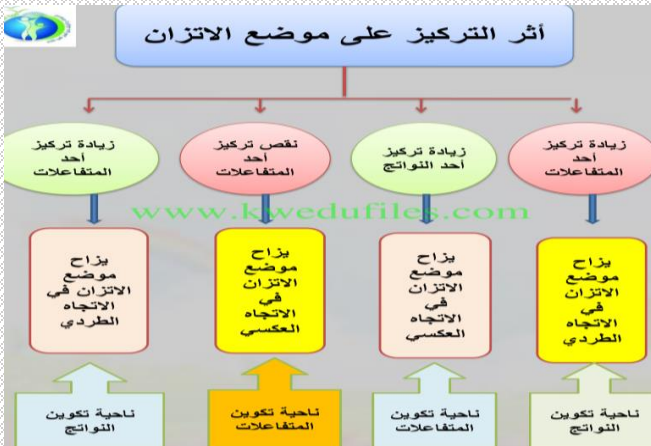 أثر التركيز على موضع الاتزان
زيادة تركيز
أحد
المتفاعلات
زيادة تركيز
أحد النواتج
نقص تركيز
أحد
المتفاعلات
زيادة تركيز
أحد
المتفاعلات
www.kwedufiles.com
يزاح
موضع
الاتزان
في
الاتجاه
الطردي
يزاح
موضع
الاتزان
في
الاتجاه
العكسي
يزاح
موضع
الاتزان
في
الاتجاه
العكسي
يزاح
موضع
الاتزان في
الاتجاه
الطردي
ناحية تكوين
النواتج
ناحية تكوين
المتفاعلات
ناحية تكوين
المتفاعلات
ناحية تكوين
النواتج